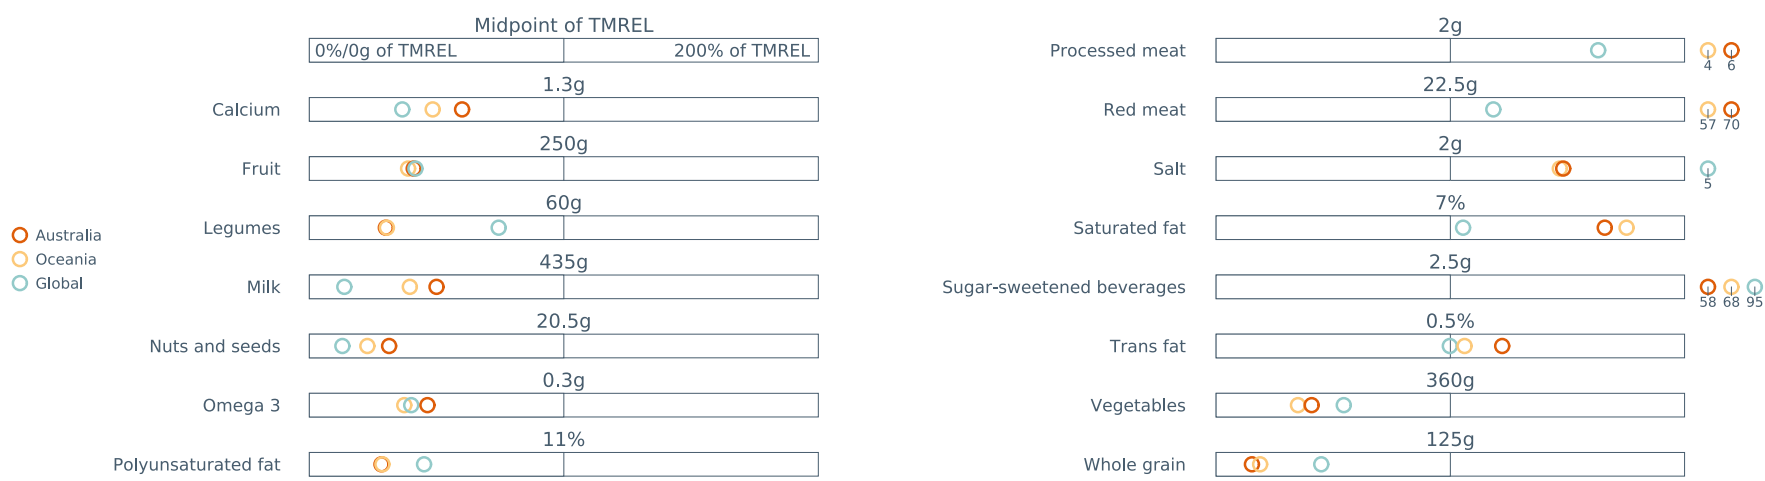 Midpoint of TMREL
0%/0g of TMREL 200% of TMREL
1.3g
Calcium
250g
Fruit
60g
Legumes
435g
Milk
20.5g
Nuts and seeds
0.3g
Omega 3
11%
Polyunsaturated fat
Australia
Oceania
Global
2g
Processed meat
4 6
22.5g
Red meat
57 70
2g
Salt
5
7%
Saturated fat
2.5g
Sugar-sweetened beverages
58 68 95
0.5%
Trans fat
360g
Vegetables
125g
Whole grain